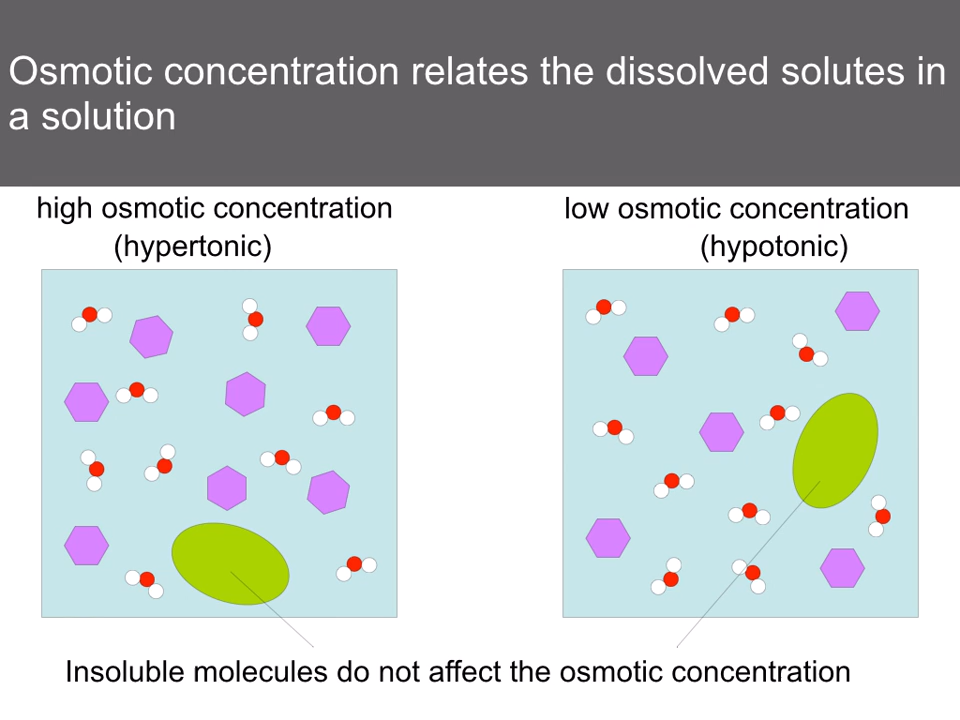 Osmotic concentration relates the dissolved solutes in
a solution
high osmotic concentration
(hypertonic)
low osmotic concentration
(hypotonic)
Insoluble molecules do not affect the osmotic concentration